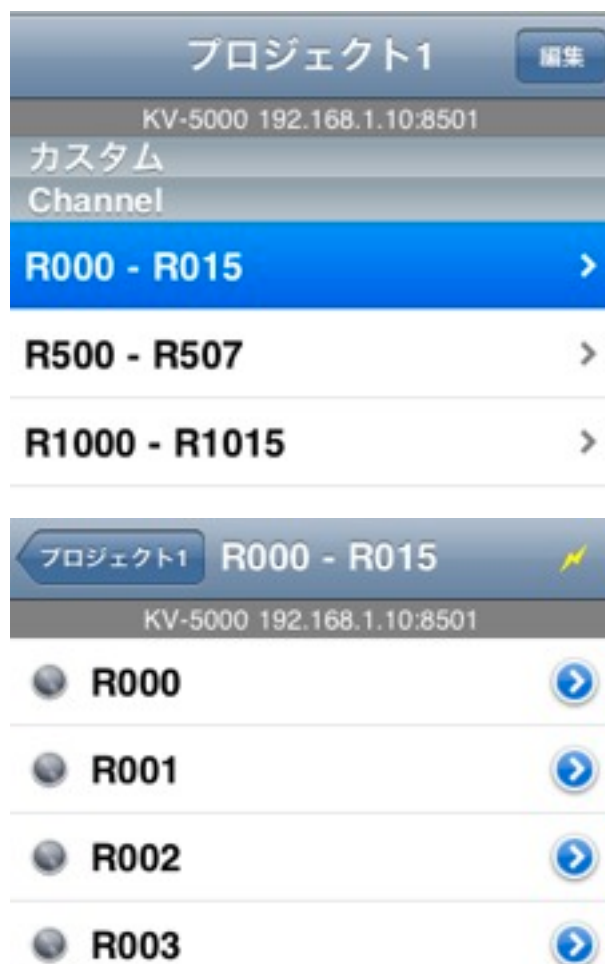 プロジェクト1 編集
KV-5000 192.168.1.10:8501
カスタム
Channel
R000 - R015
R500 - R507
R1000 - R1015
プロジェクト1 R000 - R015
KV-5000 192.168.1.10:8501
R000
R001
R002
R003